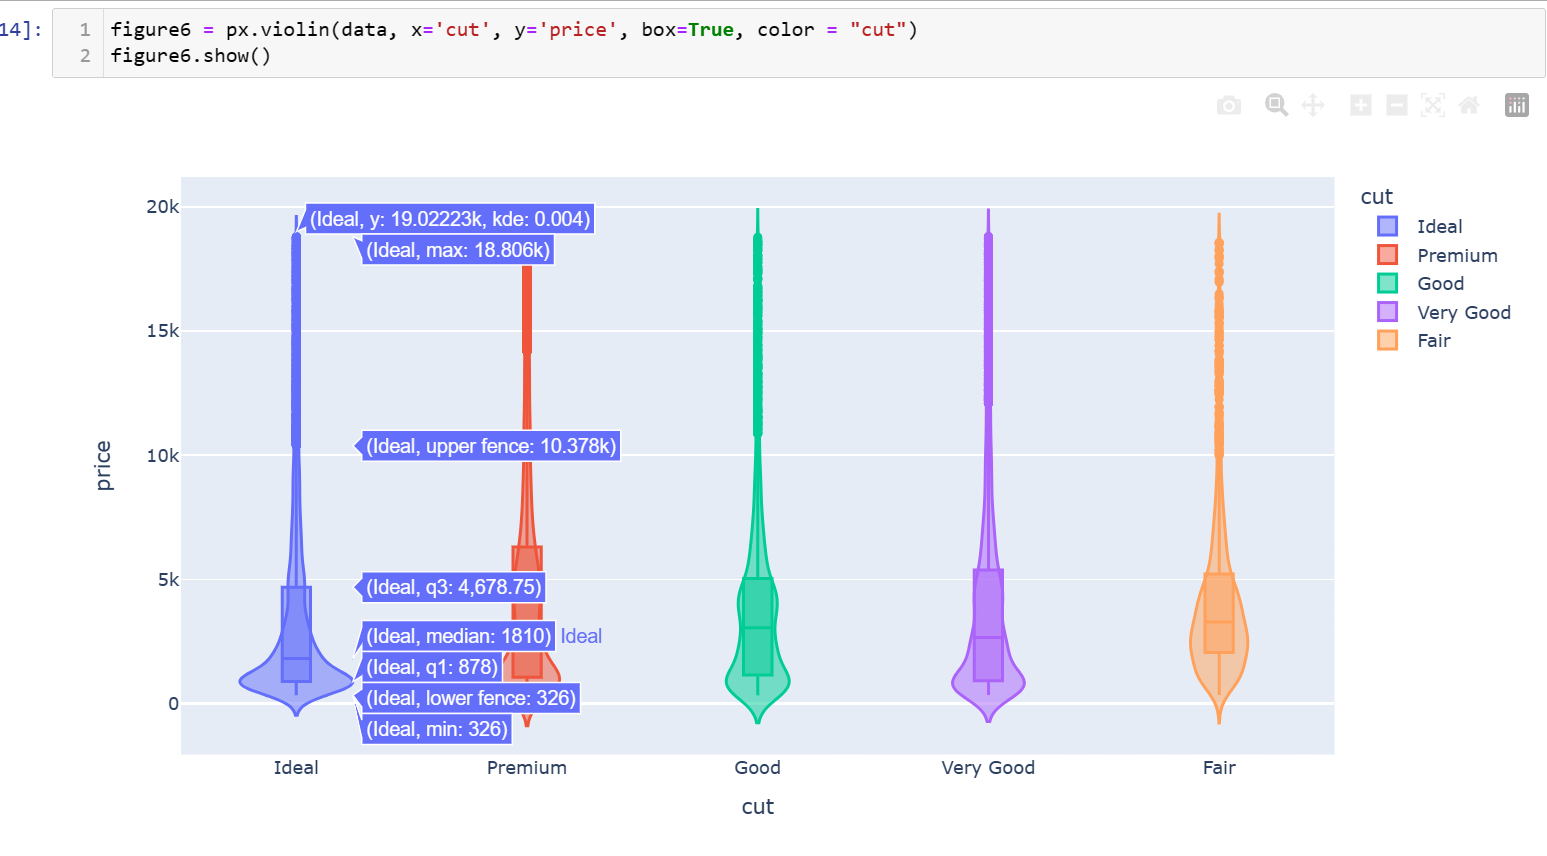 14]:
1 figure6 = px.violin(data, x='cut', y='price', box=True, color = "cut")
2 figure6.show()
cut
Ideal
Premium
Good
Very Good
Fair
20k
15k
10k
5k
0
price
(Ideal, y: 19.02223k, kde: 0.004)
(Ideal, max: 18.806k)
(Ideal, upper fence: 10.378k)
(Ideal, q3: 4,678.75)
(Ideal, median: 1810) Ideal
(Ideal, q1: 878)
(Ideal, lower fence: 326)
(Ideal, min: 326)
Ideal Premium Good Very Good Fair
cut